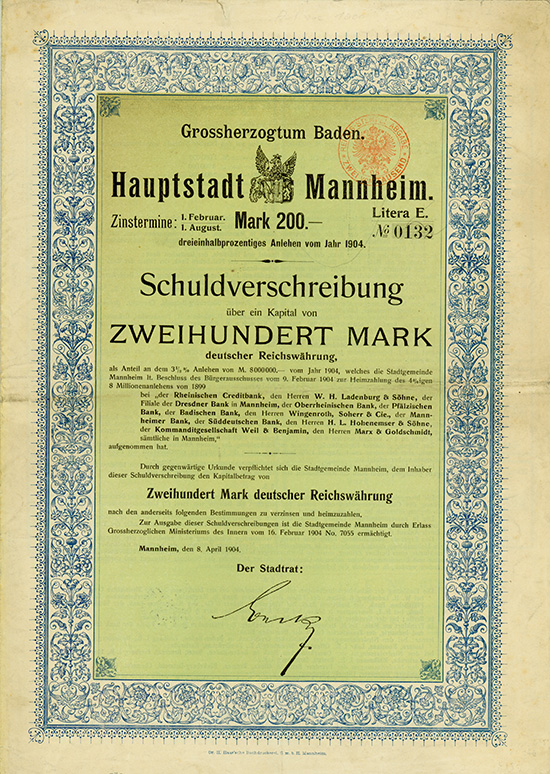 Grossherzogtum Baden.
Hauptstadt Mannheim.
Zinstermine: 1. Februar. 1. August. Mark 200.— Litera E.
№ 0132
dreieinhalbprozentiges Anlehen vom Jahr 1904.
Schuldverschreibung
über ein Kapital von
ZWEIHUNDERT MARK
deutscher Reichswährung,
als Anteil an dem 3½ % Anlehen von M. 8000000,— vom Jahr 1904, welches die Stadtgemeinde
Mannheim lt. Beschluss des Bürgerausschusses vom 9. Februar 1904 zur Heimzahlung des 4%igen
8 Millionenanlehens von 1899
bei „der Rheinischen Creditbank, den Herren W. H. Ladenburg & Söhne, der
Filiale der Dresdner Bank in Mannheim, der Oberrheinischen Bank, der Pfälzischen
Bank, der Badischen Bank, den Herren Wingenroth, Soherr & Cie., der Mann-
heimer Bank, der Süddeutschen Bank, den Herren H. L. Hohenemser & Söhne,
der Kommanditgesellschaft Weil & Benjamin, den Herren Marx & Goldschmidt,
sämtliche in Mannheim,“
aufgenommen hat.
Durch gegenwärtige Urkunde verpflichtet sich die Stadtgemeinde Mannheim, dem Inhaber
dieser Schuldverschreibung den Kapitalbetrag von
Zweihundert Mark deutscher Reichswährung
nach den anderseits folgenden Bestimmungen zu verzinsen und heimzuzahlen.
Zur Ausgabe dieser Schuldverschreibungen ist die Stadtgemeinde Mannheim durch Erlass
Grossherzoglichen Ministeriums des Innern vom 16. Februar 1904 No. 7055 ermächtigt.
Mannheim, den 8. April 1904.
Der Stadtrat:
Dr. H. Haas'sche Buchdruckerei, G. m. b. H. Mannheim.